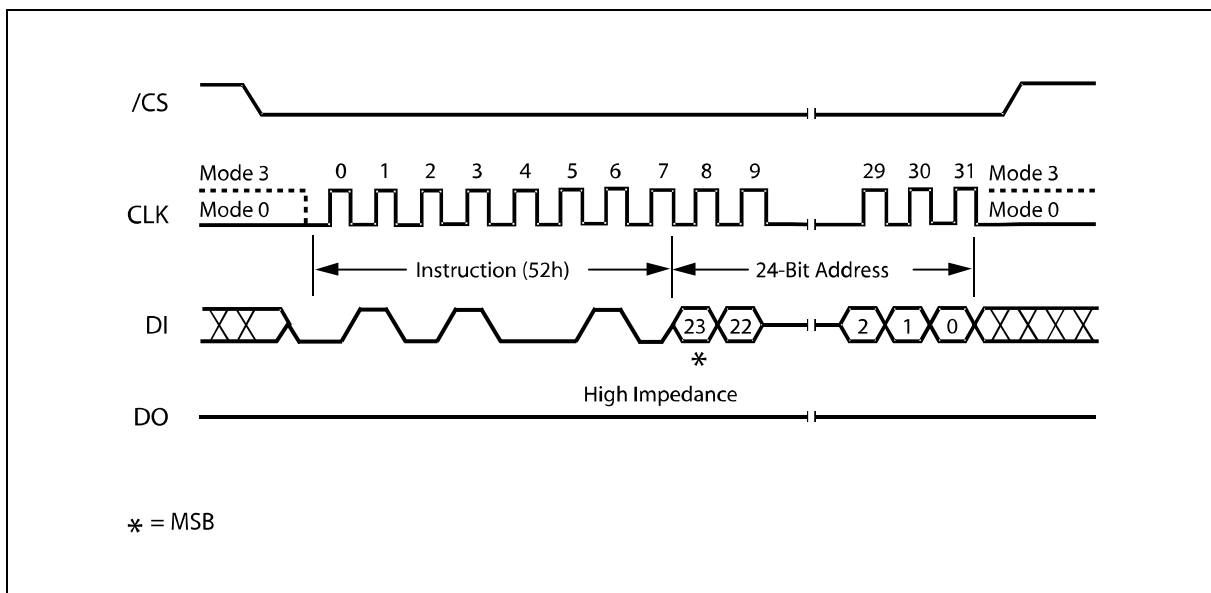 /CS
Mode 3 0 1 2 3 4 5 6 7 8 9 29 30 31 Mode 3
CLK Mode 0 Mode 0
Instruction (52h) 24-Bit Address
DI 23 22 2 1 0
*
High Impedance
DO
* = MSB